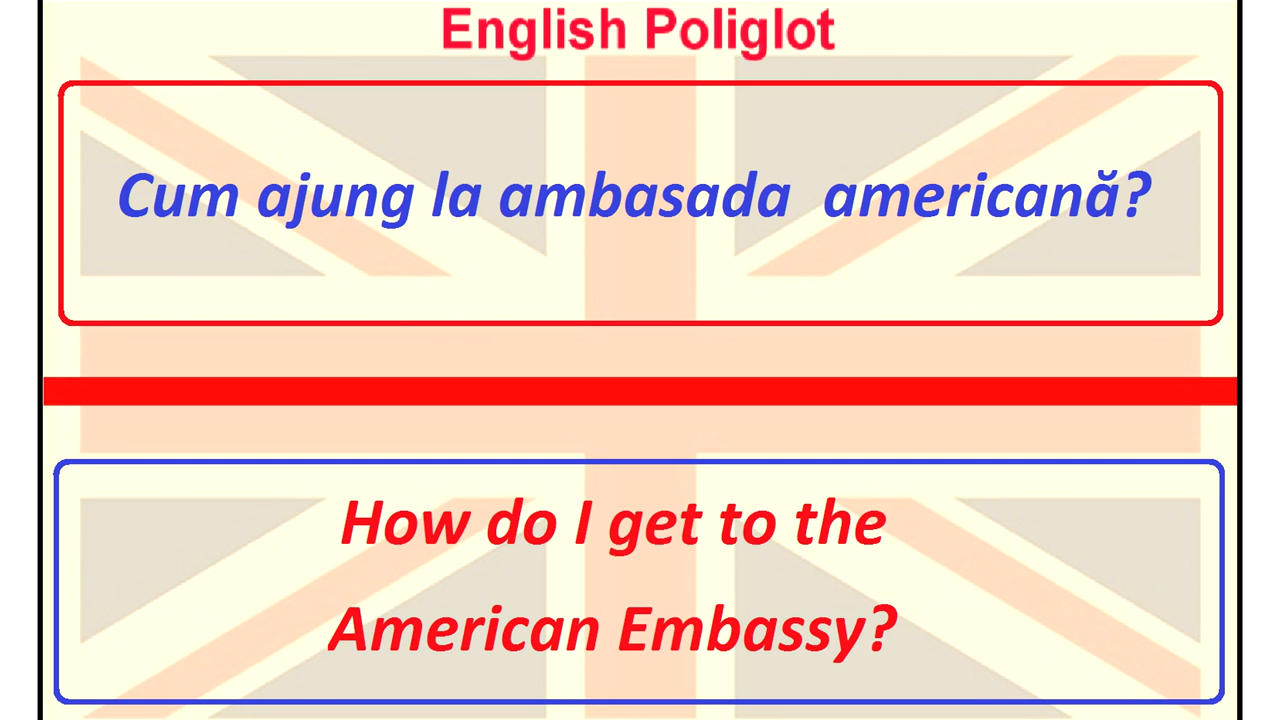 English Poliglot
Cum ajung la ambasada americană?
How do I get to the
American Embassy?